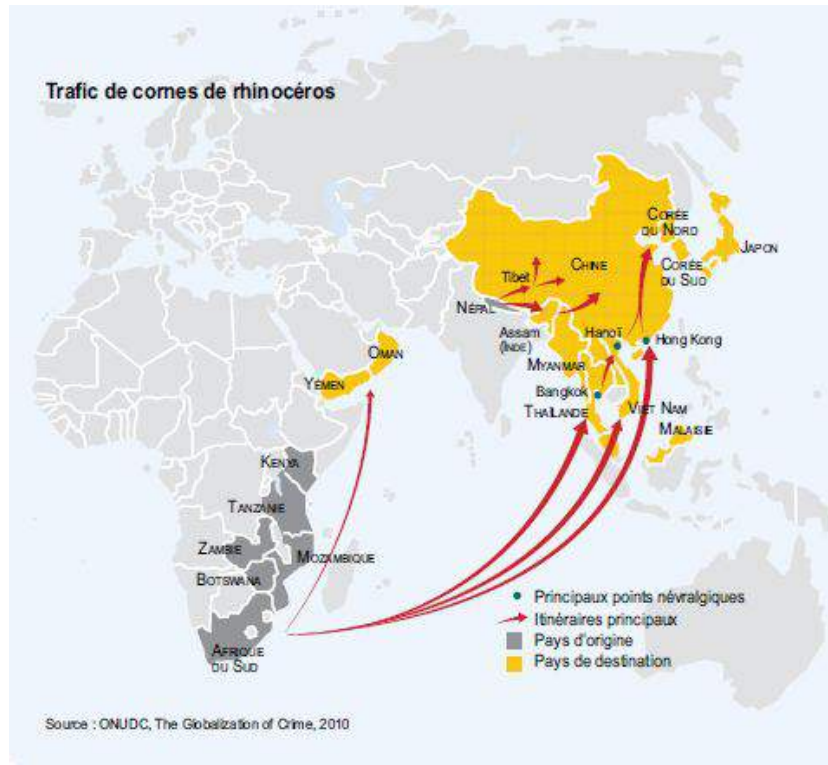 Trafic de cornes de rhinocéros
CORÉE
DU NORD
JAPON
CHINE
CORÉE
DU SUD
Tibet
NÉPAL
Assam
(INDE)
Hanoï
Hong Kong
OMAN
MYANMAR
YÉMEN
Bangkok
THAÏLANDE
VIET NAM
MALAISIE
KENYA
TANZANIE
ZAMBIE
MOZAMBIQUE
BOTSWANA
AFRIQUE
DU SUD
Principaux points névralgiques
Itinéraires principaux
Pays d'origine
Pays de destination
Source : ONUDC, The Globalization of Crime, 2010